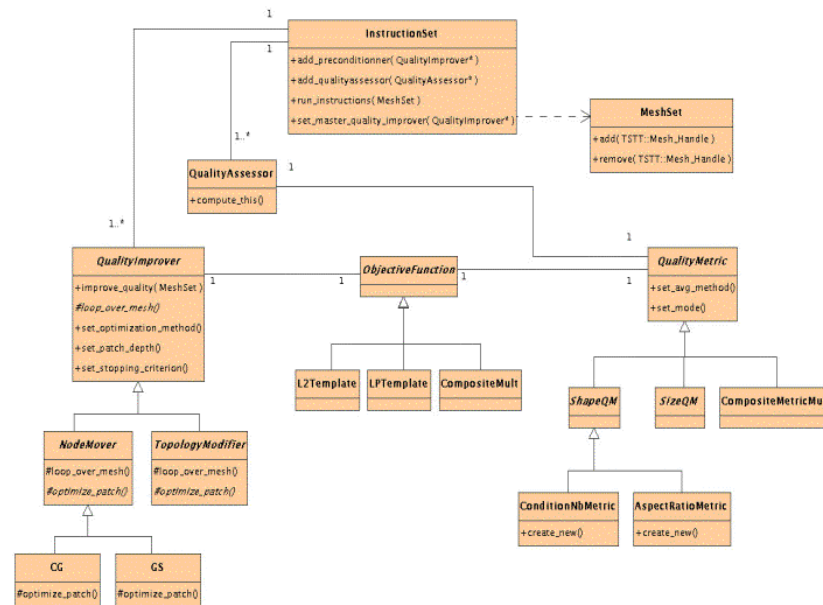 1
InstructionSet
1
+add_preconditionner( QualityImprover* )
+add_qualityassessor( QualityAssessor* )
+run_instructions( MeshSet )
+set_master_quality_improver( QualityImprover* )
MeshSet
+add( TSTT::Mesh_Handle )
+remove( TSTT::Mesh_Handle )
1..*
QualityAssessor
+compute_this()
1
1..*
1
QualityImprover
+improve_quality( MeshSet )
#loop_over_mesh()
+set_optimization_method()
+set_patch_depth()
+set_stopping_criterion()
1
1
ObjectiveFunction
1
1
QualityMetric
+set_avg_method()
+set_mode()
L2Template
LPTemplate
CompositeMult
ShapeQM
SizeQM
CompositeMetricMul
NodeMover
#loop_over_mesh()
#optimize_patch()
TopologyModifier
#loop_over_mesh()
#optimize_patch()
ConditionNbMetric
+create_new()
AspectRatioMetric
+create_new()
CG
#optimize_patch()
GS
#optimize_patch()